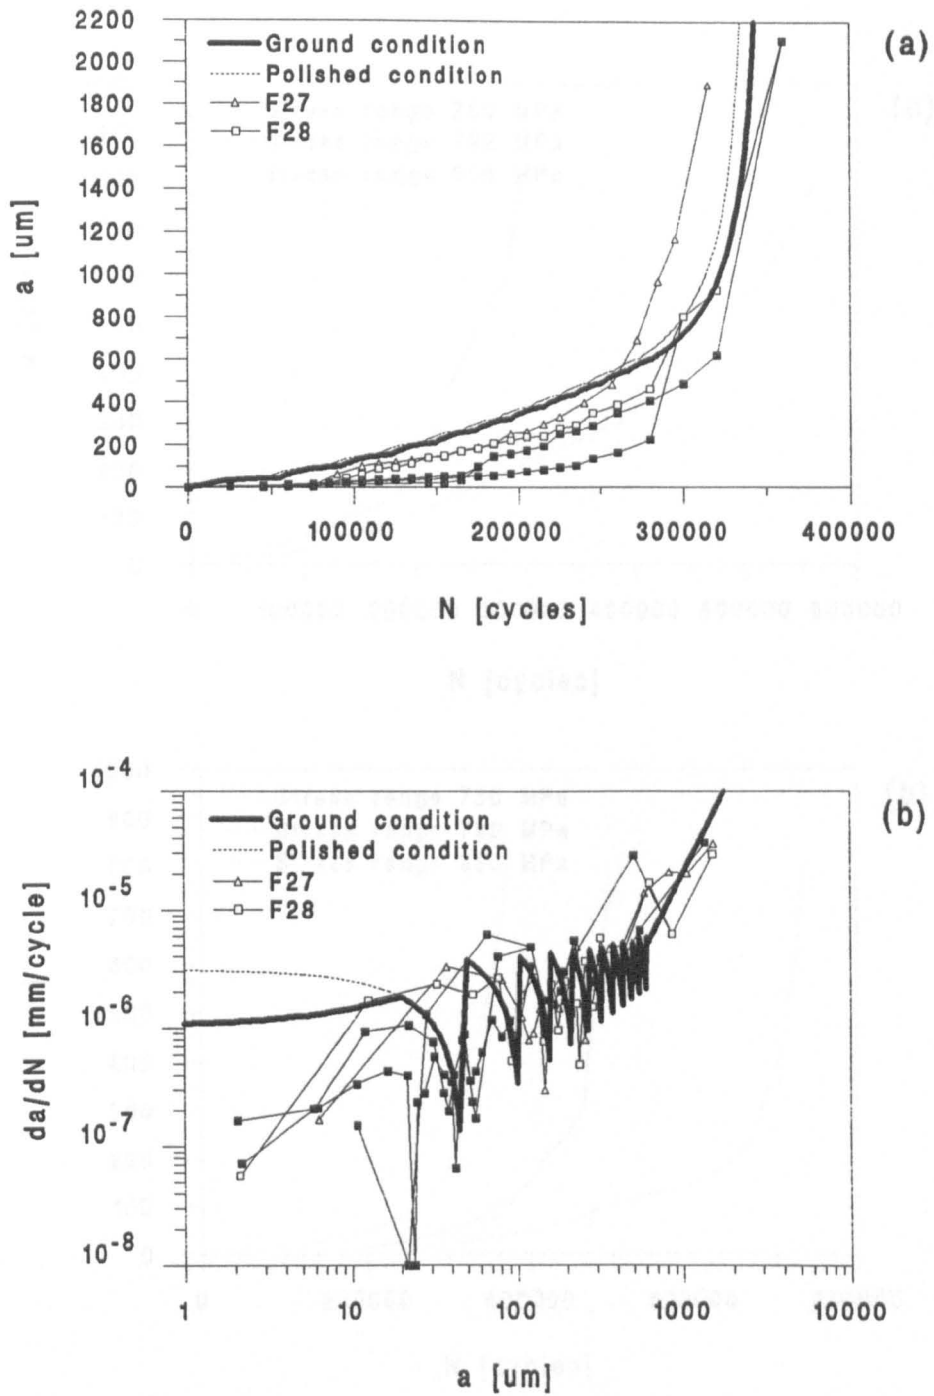 (a)
2200
2000
1800
1600
1400
1200
1000
800
600
400
200
0
a [um]
Ground condition
Polished condition
F27
F28
0 100000 200000 300000 400000
N [cycles]
(b)
10-4
10-5
10-6
10-7
10-8
da/dN [mm/cycle]
Ground condition
Polished condition
F27
F28
1 10 100 1000 10000
a [um]